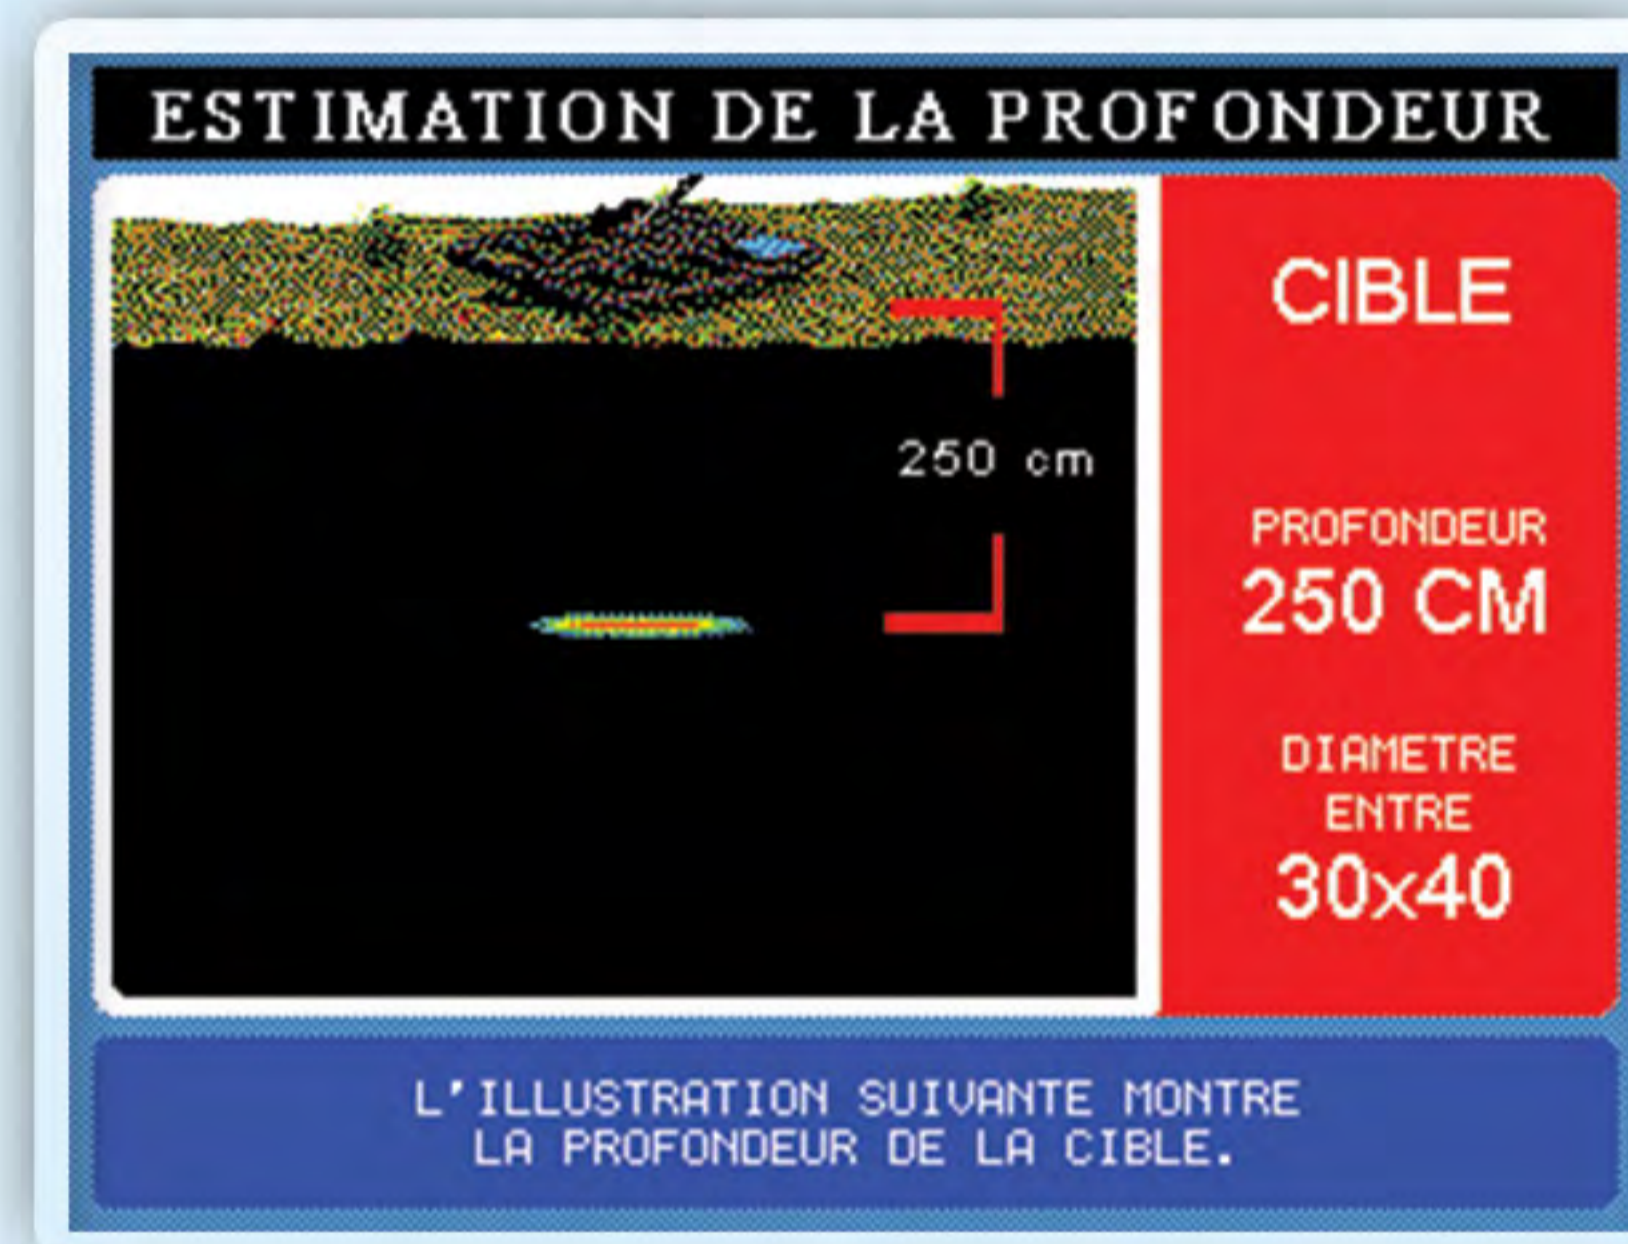 ESTIMATION DE LA PROFONDEUR
250 cm
CIBLE
PROFONDEUR
250 CM
DIAMETRE
ENTRE
30x40
L'ILLUSTRATION SUIVANTE MONTRE
LA PROFONDEUR DE LA CIBLE.